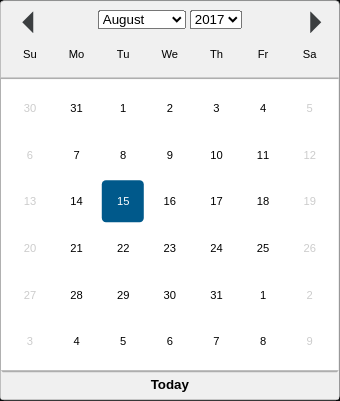 August 2017
Su Mo Tu We Th Fr Sa
30 31 1 2 3 4 5
6 7 8 9 10 11 12
13 14 15 16 17 18 19
20 21 22 23 24 25 26
27 28 29 30 31 1 2
3 4 5 6 7 8 9
Today